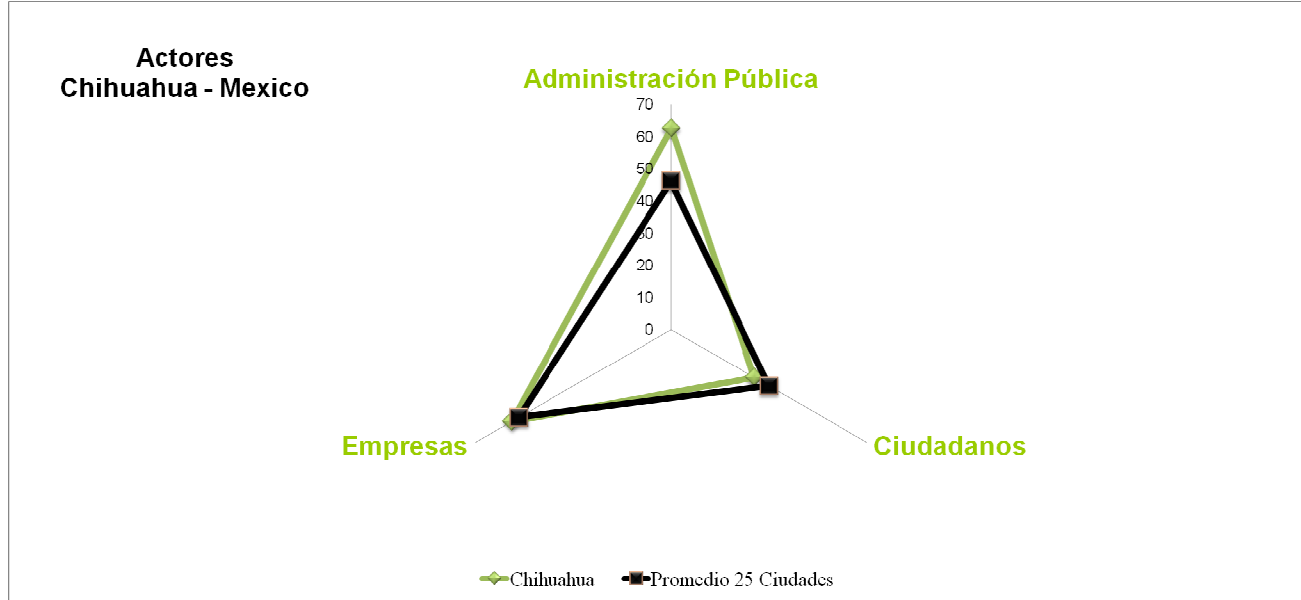 Actores
Chihuahua - Mexico
Administración Pública
70
60
50
40
30
20
10
0
Empresas
Ciudadanos
Chihuahua
Promedio 25 Ciudades